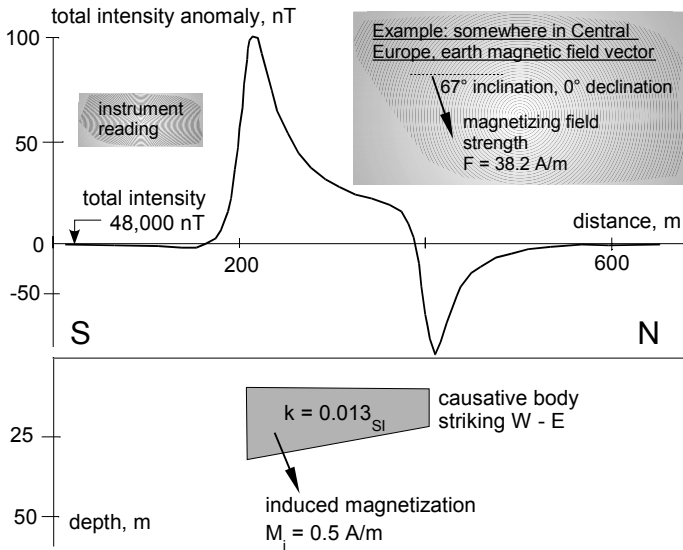 total intensity anomaly, nT
100
50
0
-50
instrument
reading
total intensity
48,000 nT
Example: somewhere in Central
Europe, earth magnetic field vector
67° inclination, 0° declination
magnetizing field
strength
F = 38.2 A/m
distance, m
200
600
S
N
k = 0.013SI
causative body
striking W - E
25
induced magnetization
Mi = 0.5 A/m
50
depth, m